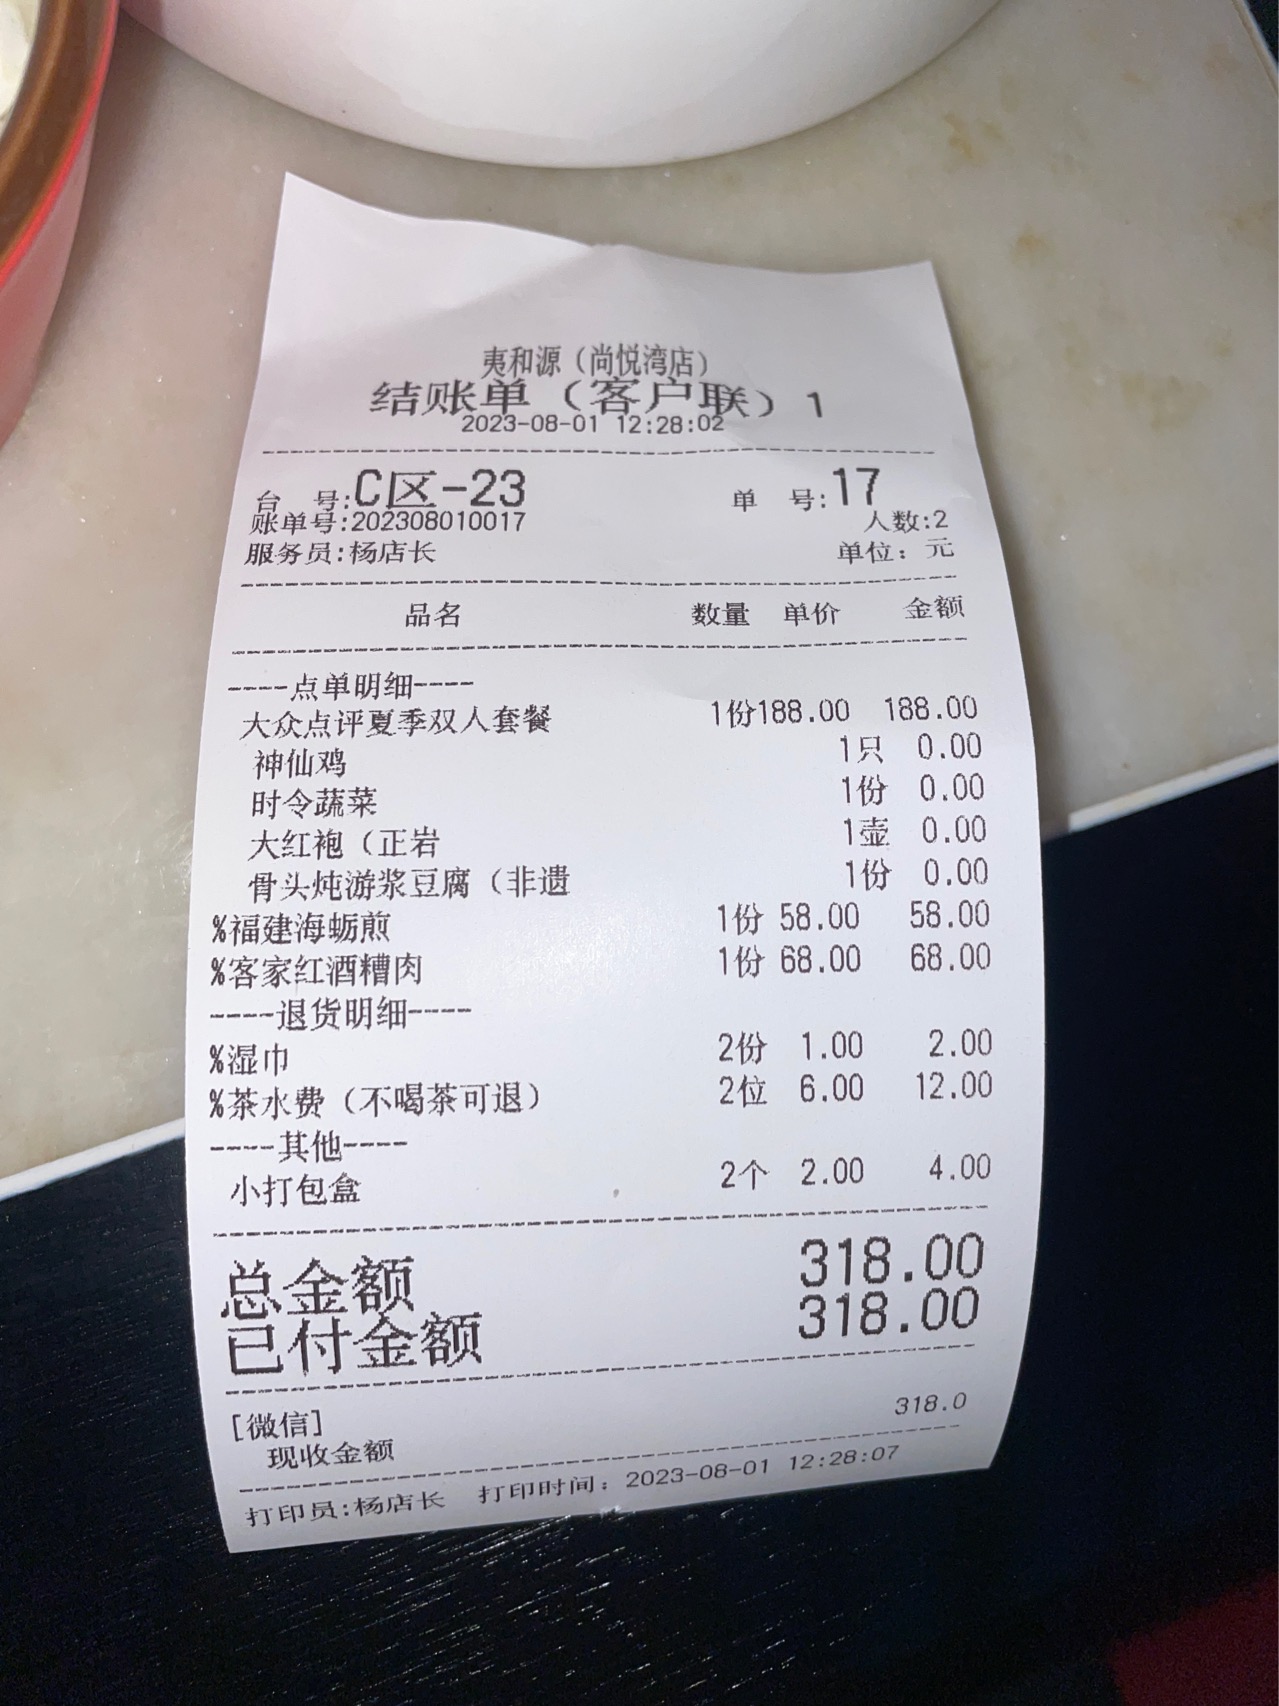 夷和源（尚悦湾店）
结账单（客户联）1
2023-08-01 12:28:02
台 号:C区-23 单 号:17
账单号:202308010017 人数:2
服务员:杨店长 单位：元
品名 数量 单价 金额
----点单明细----
大众点评夏季双人套餐 1份188.00 188.00
神仙鸡 1只 0.00
时令蔬菜 1份 0.00
大红袍（正岩 1壶 0.00
骨头炖游浆豆腐（非遗 1份 0.00
%福建海蛎煎 1份 58.00 58.00
%客家红酒糟肉 1份 68.00 68.00
----退货明细----
%湿巾 2份 1.00 2.00
%茶水费（不喝茶可退） 2位 6.00 12.00
----其他----
小打包盒 2个 2.00 4.00
总金额 318.00
已付金额 318.00
[微信] 318.0
现收金额
打印员:杨店长 打印时间：2023-08-01 12:28:07